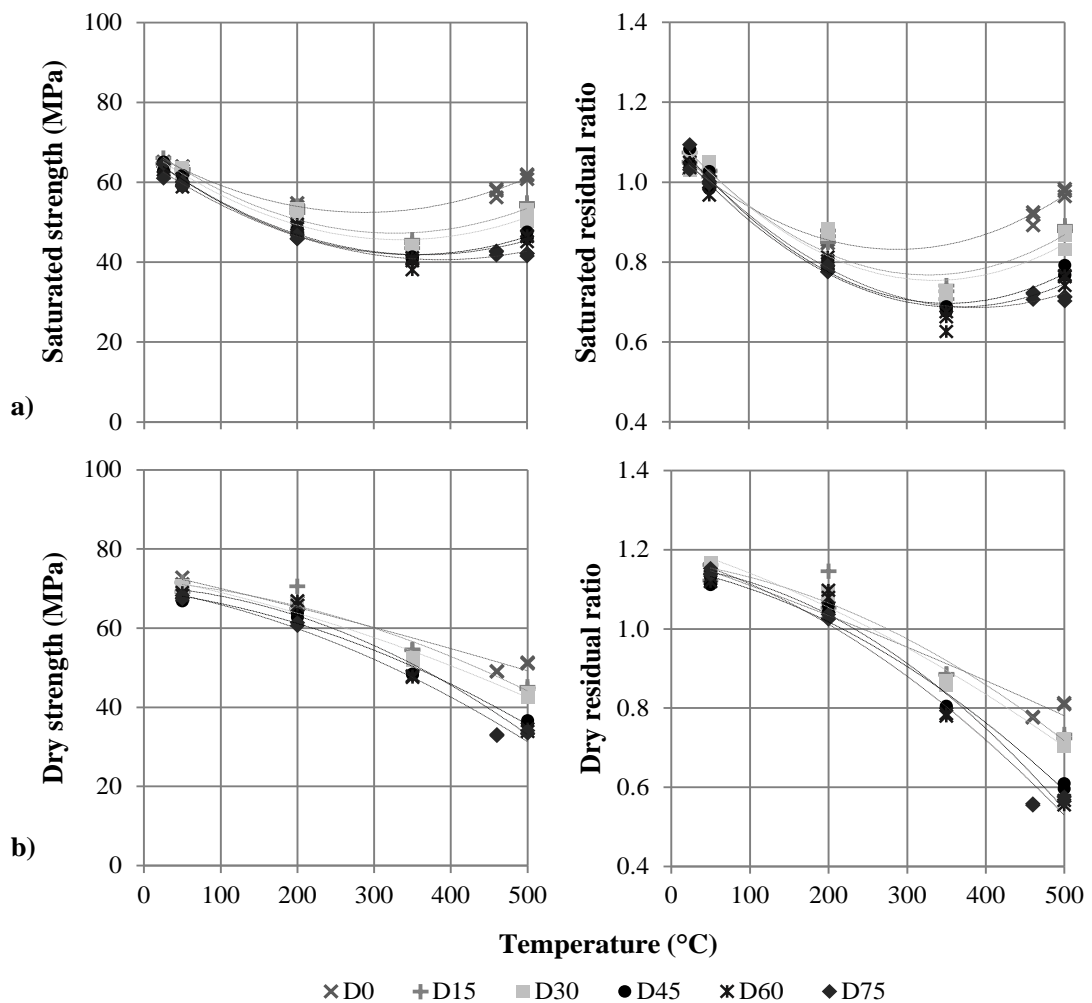 a)
Saturated strength (MPa)
100
80
60
40
20
0
Saturated residual ratio
1.4
1.2
1.0
0.8
0.6
0.4
b)
Dry strength (MPa)
100
80
60
40
20
0
0 100 200 300 400 500
Dry residual ratio
1.4
1.2
1.0
0.8
0.6
0.4
0 100 200 300 400 500
Temperature (°C)
D0 D15 D30 D45 D60 D75